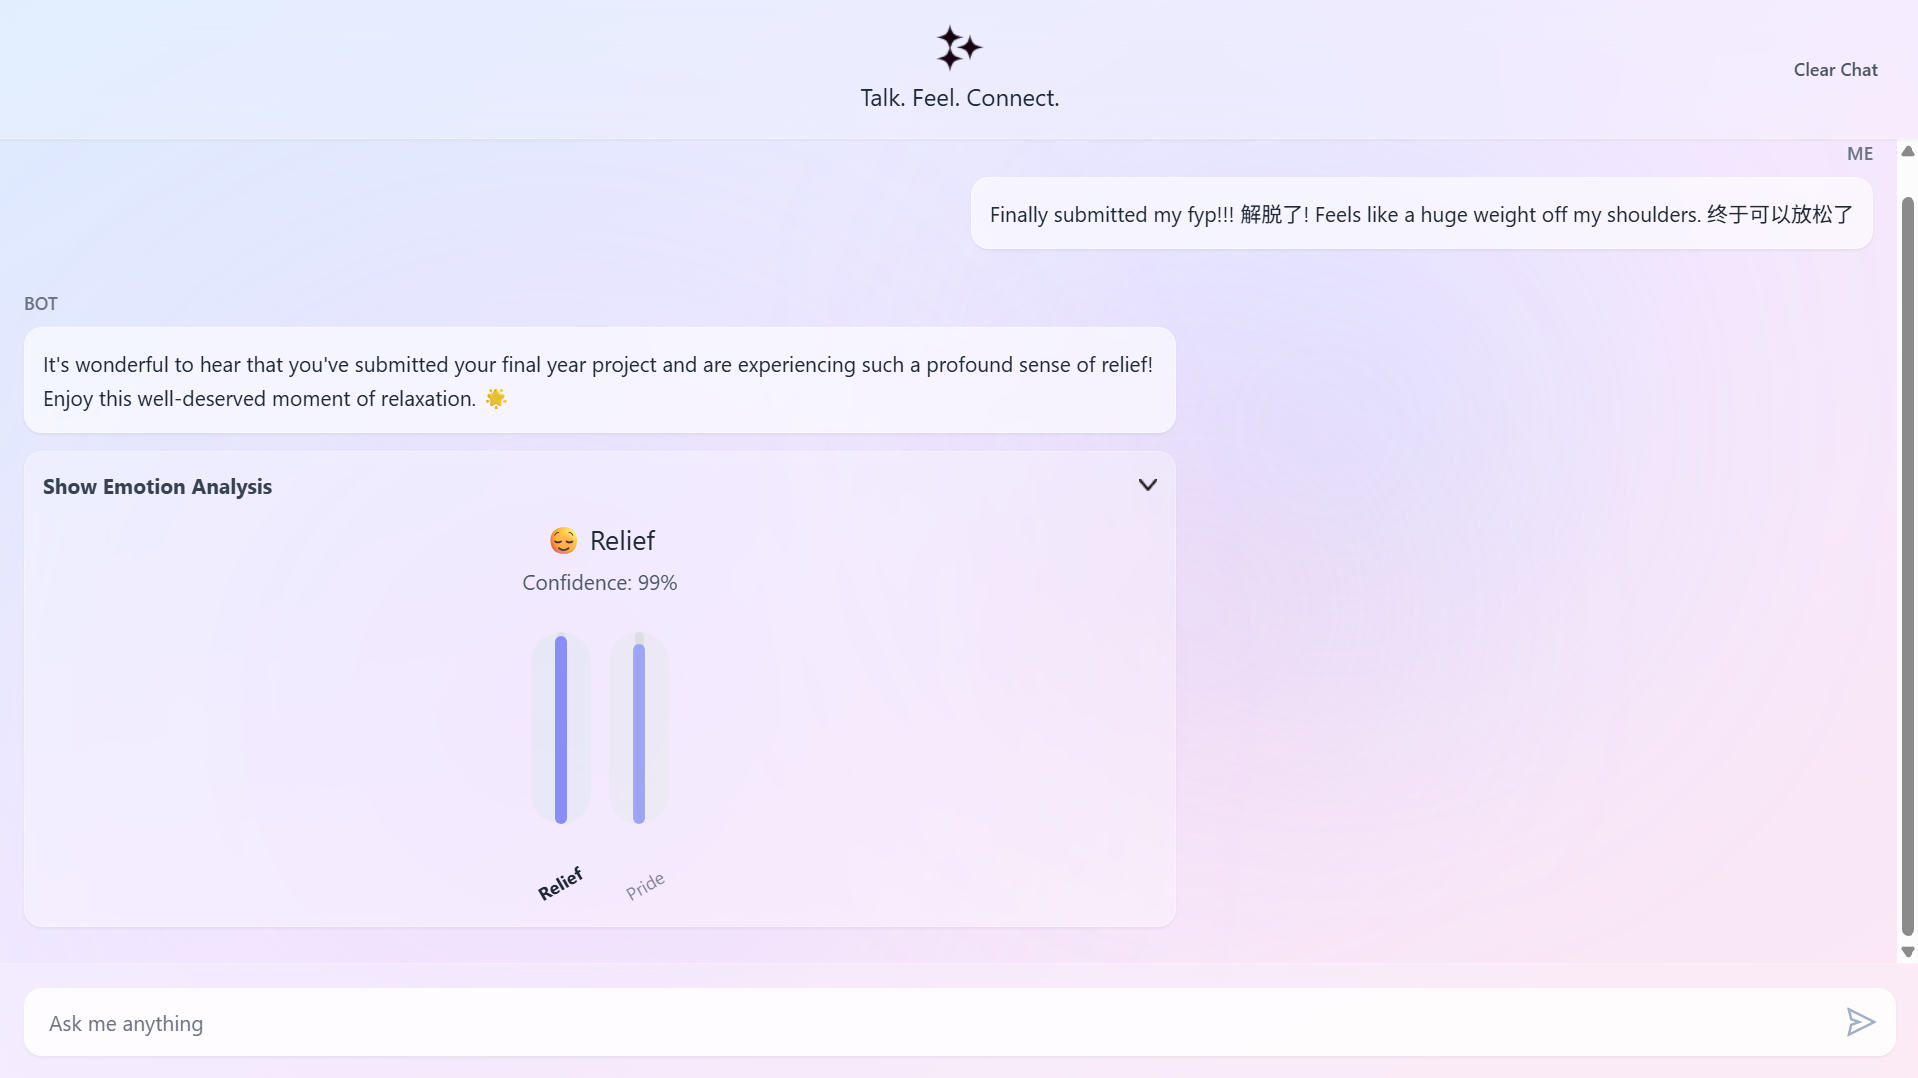 Talk. Feel. Connect.
Clear Chat
ME
Finally submitted my fyp!!! 解脱了! Feels like a huge weight off my shoulders. 终于可以放松了
BOT
It's wonderful to hear that you've submitted your final year project and are experiencing such a profound sense of relief!
Enjoy this well-deserved moment of relaxation. 🌟
Show Emotion Analysis
😌 Relief
Confidence: 99%
Relief
Pride
Ask me anything